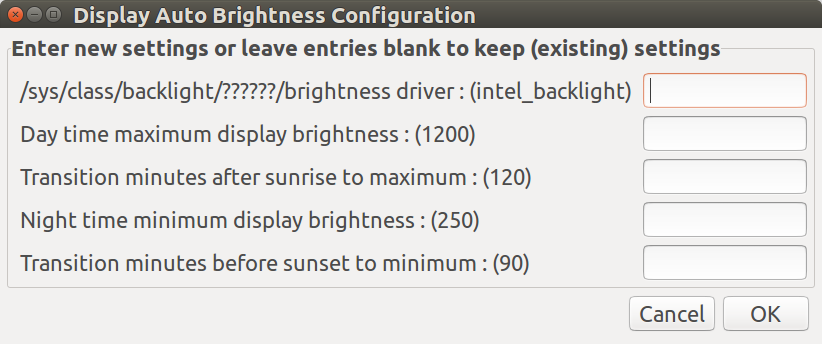 Display Auto Brightness Configuration
Enter new settings or leave entries blank to keep (existing) settings
/sys/class/backlight/??????/brightness driver : (intel_backlight)
Day time maximum display brightness : (1200)
Transition minutes after sunrise to maximum : (120)
Night time minimum display brightness : (250)
Transition minutes before sunset to minimum : (90)
Cancel OK